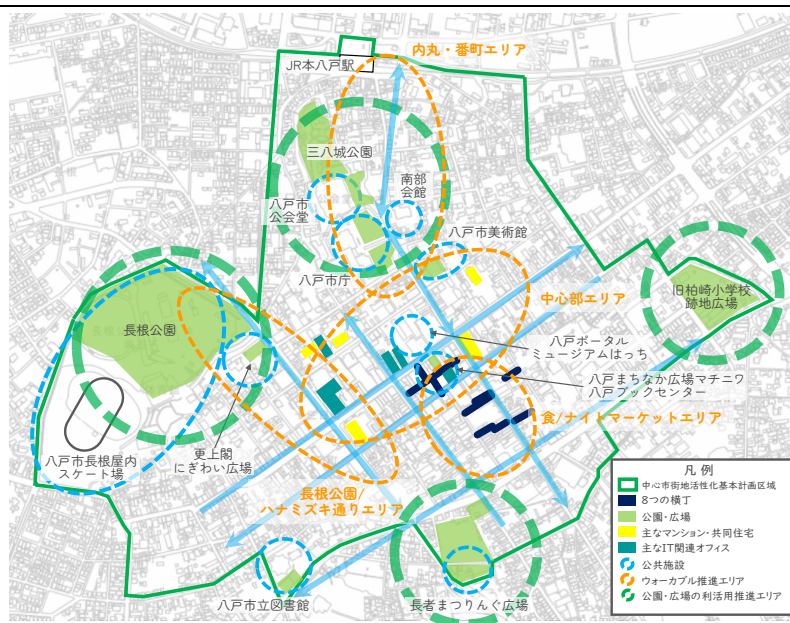 内丸・番町エリア
JR本八戸駅
三八城公園
南部
会館
八戸市
公会堂
八戸市美術館
八戸市庁
旧柏崎小学校
跡地広場
中心部エリア
長根公園
八戸ポータル
ミュージアムはっち
八戸まちなか広場マチニワ
八戸ブックセンター
食/ナイトマーケットエリア
更上閣
にぎわい広場
八戸市長根屋内
スケート場
長根公園/
ハナミズキ通りエリア
八戸市立図書館
長者まつりんぐ広場
凡 例
中心市街地活性化基本計画区域
8つの横丁
公園・広場
主なマンション・共同住宅
主なIT関連オフィス
公共施設
ウォーカブル推進エリア
公園・広場の利活用推進エリア